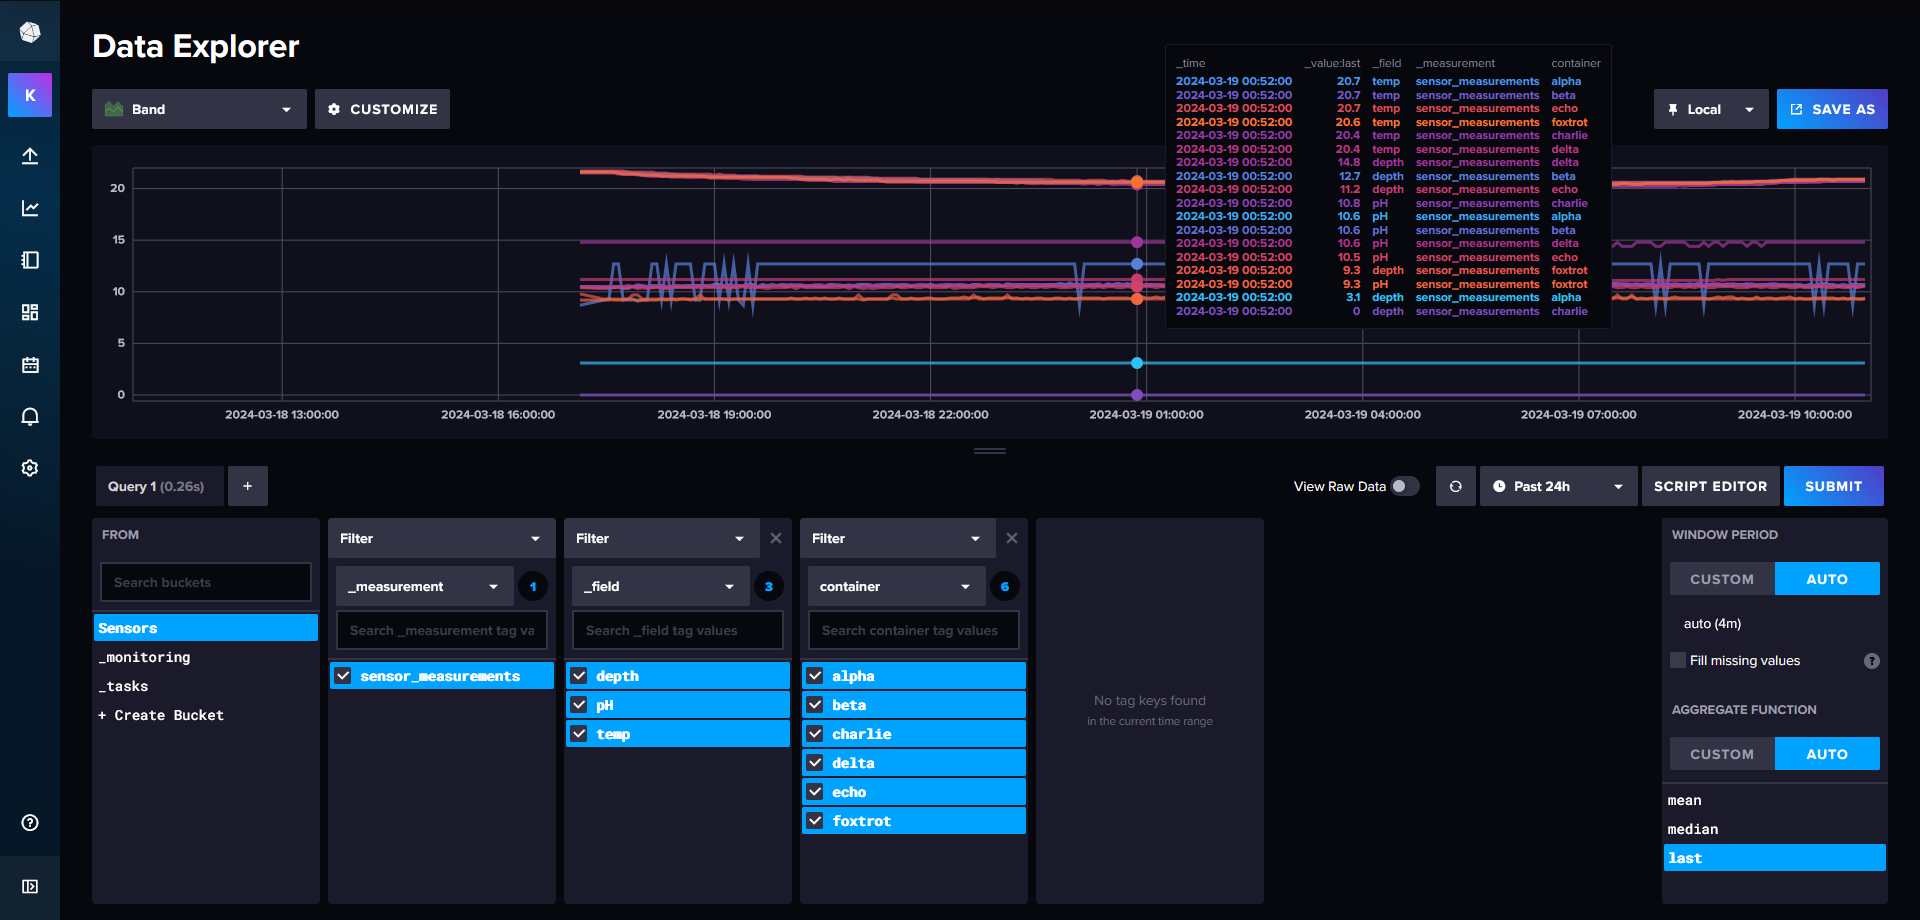 Data Explorer
K
Band
CUSTOMIZE
Local
SAVE AS
_time _value:last _field _measurement container
2024-03-19 00:52:00 20.7 temp sensor_measurements alpha
2024-03-19 00:52:00 20.7 temp sensor_measurements beta
2024-03-19 00:52:00 20.7 temp sensor_measurements echo
2024-03-19 00:52:00 20.6 temp sensor_measurements foxtrot
2024-03-19 00:52:00 20.4 temp sensor_measurements charlie
2024-03-19 00:52:00 20.4 temp sensor_measurements delta
2024-03-19 00:52:00 14.8 depth sensor_measurements delta
2024-03-19 00:52:00 12.7 depth sensor_measurements beta
2024-03-19 00:52:00 11.2 depth sensor_measurements echo
2024-03-19 00:52:00 10.8 pH sensor_measurements charlie
2024-03-19 00:52:00 10.6 pH sensor_measurements alpha
2024-03-19 00:52:00 10.6 pH sensor_measurements beta
2024-03-19 00:52:00 10.6 pH sensor_measurements delta
2024-03-19 00:52:00 10.5 pH sensor_measurements echo
2024-03-19 00:52:00 9.3 depth sensor_measurements foxtrot
2024-03-19 00:52:00 9.3 pH sensor_measurements foxtrot
2024-03-19 00:52:00 3.1 depth sensor_measurements alpha
2024-03-19 00:52:00 0 depth sensor_measurements charlie
20
15
10
5
0
2024-03-18 13:00:00 2024-03-18 16:00:00 2024-03-18 19:00:00 2024-03-18 22:00:00 2024-03-19 01:00:00 2024-03-19 04:00:00 2024-03-19 07:00:00 2024-03-19 10:00:00
Query 1 (0.26s)
+
View Raw Data
Past 24h
SCRIPT EDITOR
SUBMIT
FROM
Search buckets
Sensors
_monitoring
_tasks
+ Create Bucket
Filter
_measurement
1
Search _measurement tag va
sensor_measurements
Filter
_field
3
Search _field tag values
depth
pH
temp
Filter
container
6
Search container tag values
alpha
beta
charlie
delta
echo
foxtrot
No tag keys found
in the current time range
WINDOW PERIOD
CUSTOM
AUTO
auto (4m)
Fill missing values
?
AGGREGATE FUNCTION
CUSTOM
AUTO
mean
median
last